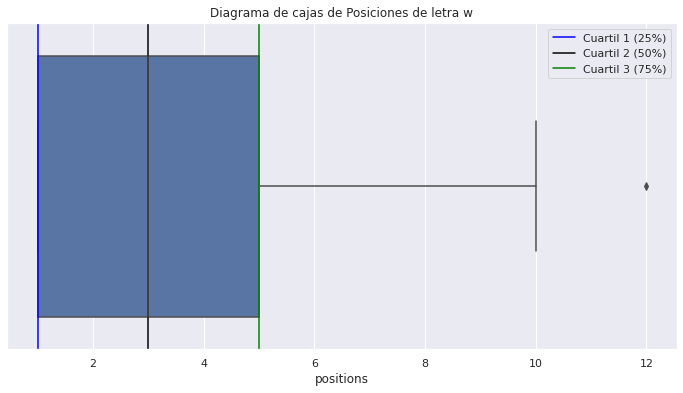 Diagrama de cajas de Posiciones de letra w
Cuartil 1 (25%)
Cuartil 2 (50%)
Cuartil 3 (75%)
2 4 6 8 10 12
positions